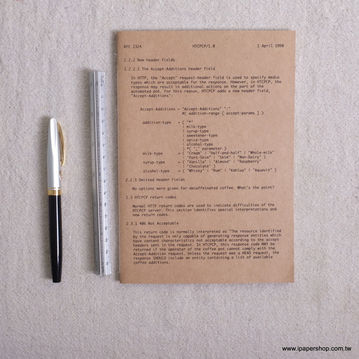 RFC 2324 HTCPCP/1.0 1 April 1998
2.2.2 New header fields
2.2.2.1 The Accept-Additions header field
In HTTP, the "Accept" request-header field is used to specify media
types which are acceptable for the response. However, in HTCPCP, the
response may result in additional actions on the part of the
automated pot. For this reason, HTCPCP adds a new header field,
"Accept-Additions":
Accept-Additions = "Accept-Additions" ":"
#( addition-range [ accept-params ] )
addition-type = ( "*"
| milk-type
| syrup-type
| sweetener-type
| spice-type
| alcohol-type
) *( ";" parameter )
milk-type = ( "Cream" | "Half-and-half" | "Whole-milk"
| "Part-Skim" | "Skim" | "Non-Dairy" )
syrup-type = ( "Vanilla" | "Almond" | "Raspberry"
| "Chocolate" )
alcohol-type = ( "Whisky" | "Rum" | "Kahlua" | "Aquavit" )
2.2.3 Omitted Header Fields
No options were given for decaffeinated coffee. What's the point?
2.3 HTCPCP return codes
Normal HTTP return codes are used to indicate difficulties of the
HTCPCP server. This section identifies special interpretations and
new return codes.
2.3.1 406 Not Acceptable
This return code is normally interpreted as "The resource identified
by the request is only capable of generating response entities which
have content characteristics not acceptable according to the accept
headers sent in the request. In HTCPCP, this response code MAY be
returned if the operator of the coffee pot cannot comply with the
Accept-Addition request. Unless the request was a HEAD request, the
response SHOULD include an entity containing a list of available
coffee additions.
www.ipapershop.com.tw